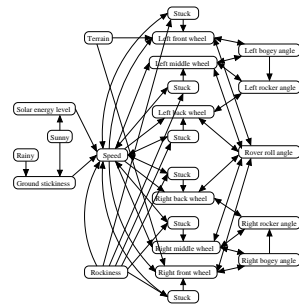 Stuck
Terrain
Left front wheel
Left bogey angle
Left middle wheel
Stuck
Left rocker angle
Solar energy level
Left back wheel
Sunny
Stuck
Rainy
Speed
Rover roll angle
Stuck
Ground stickiness
Right back wheel
Stuck
Right rocker angle
Right middle wheel
Right bogey angle
Rockiness
Right front wheel
Stuck